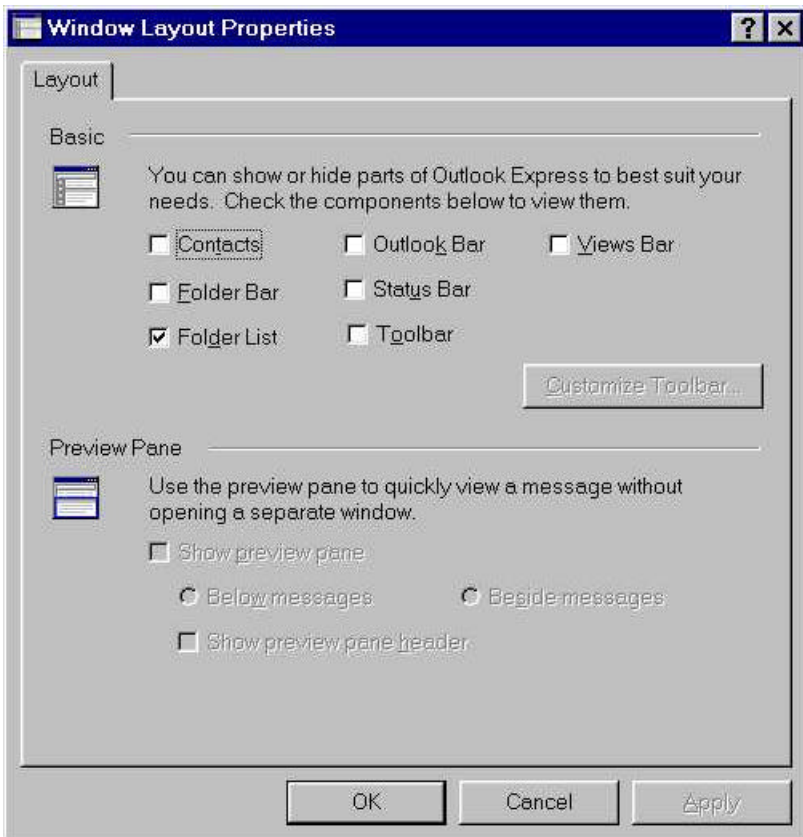 Window Layout Properties
Layout
Basic
You can show or hide parts of Outlook Express to best suit your
needs. Check the components below to view them.
Contacts Outlook Bar Views Bar
Folder Bar Status Bar
Folder List Toolbar
Customize Toolbar...
Preview Pane
Use the preview pane to quickly view a message without
opening a separate window.
Show preview pane
Below messages Beside messages
Show preview pane header
OK Cancel Apply